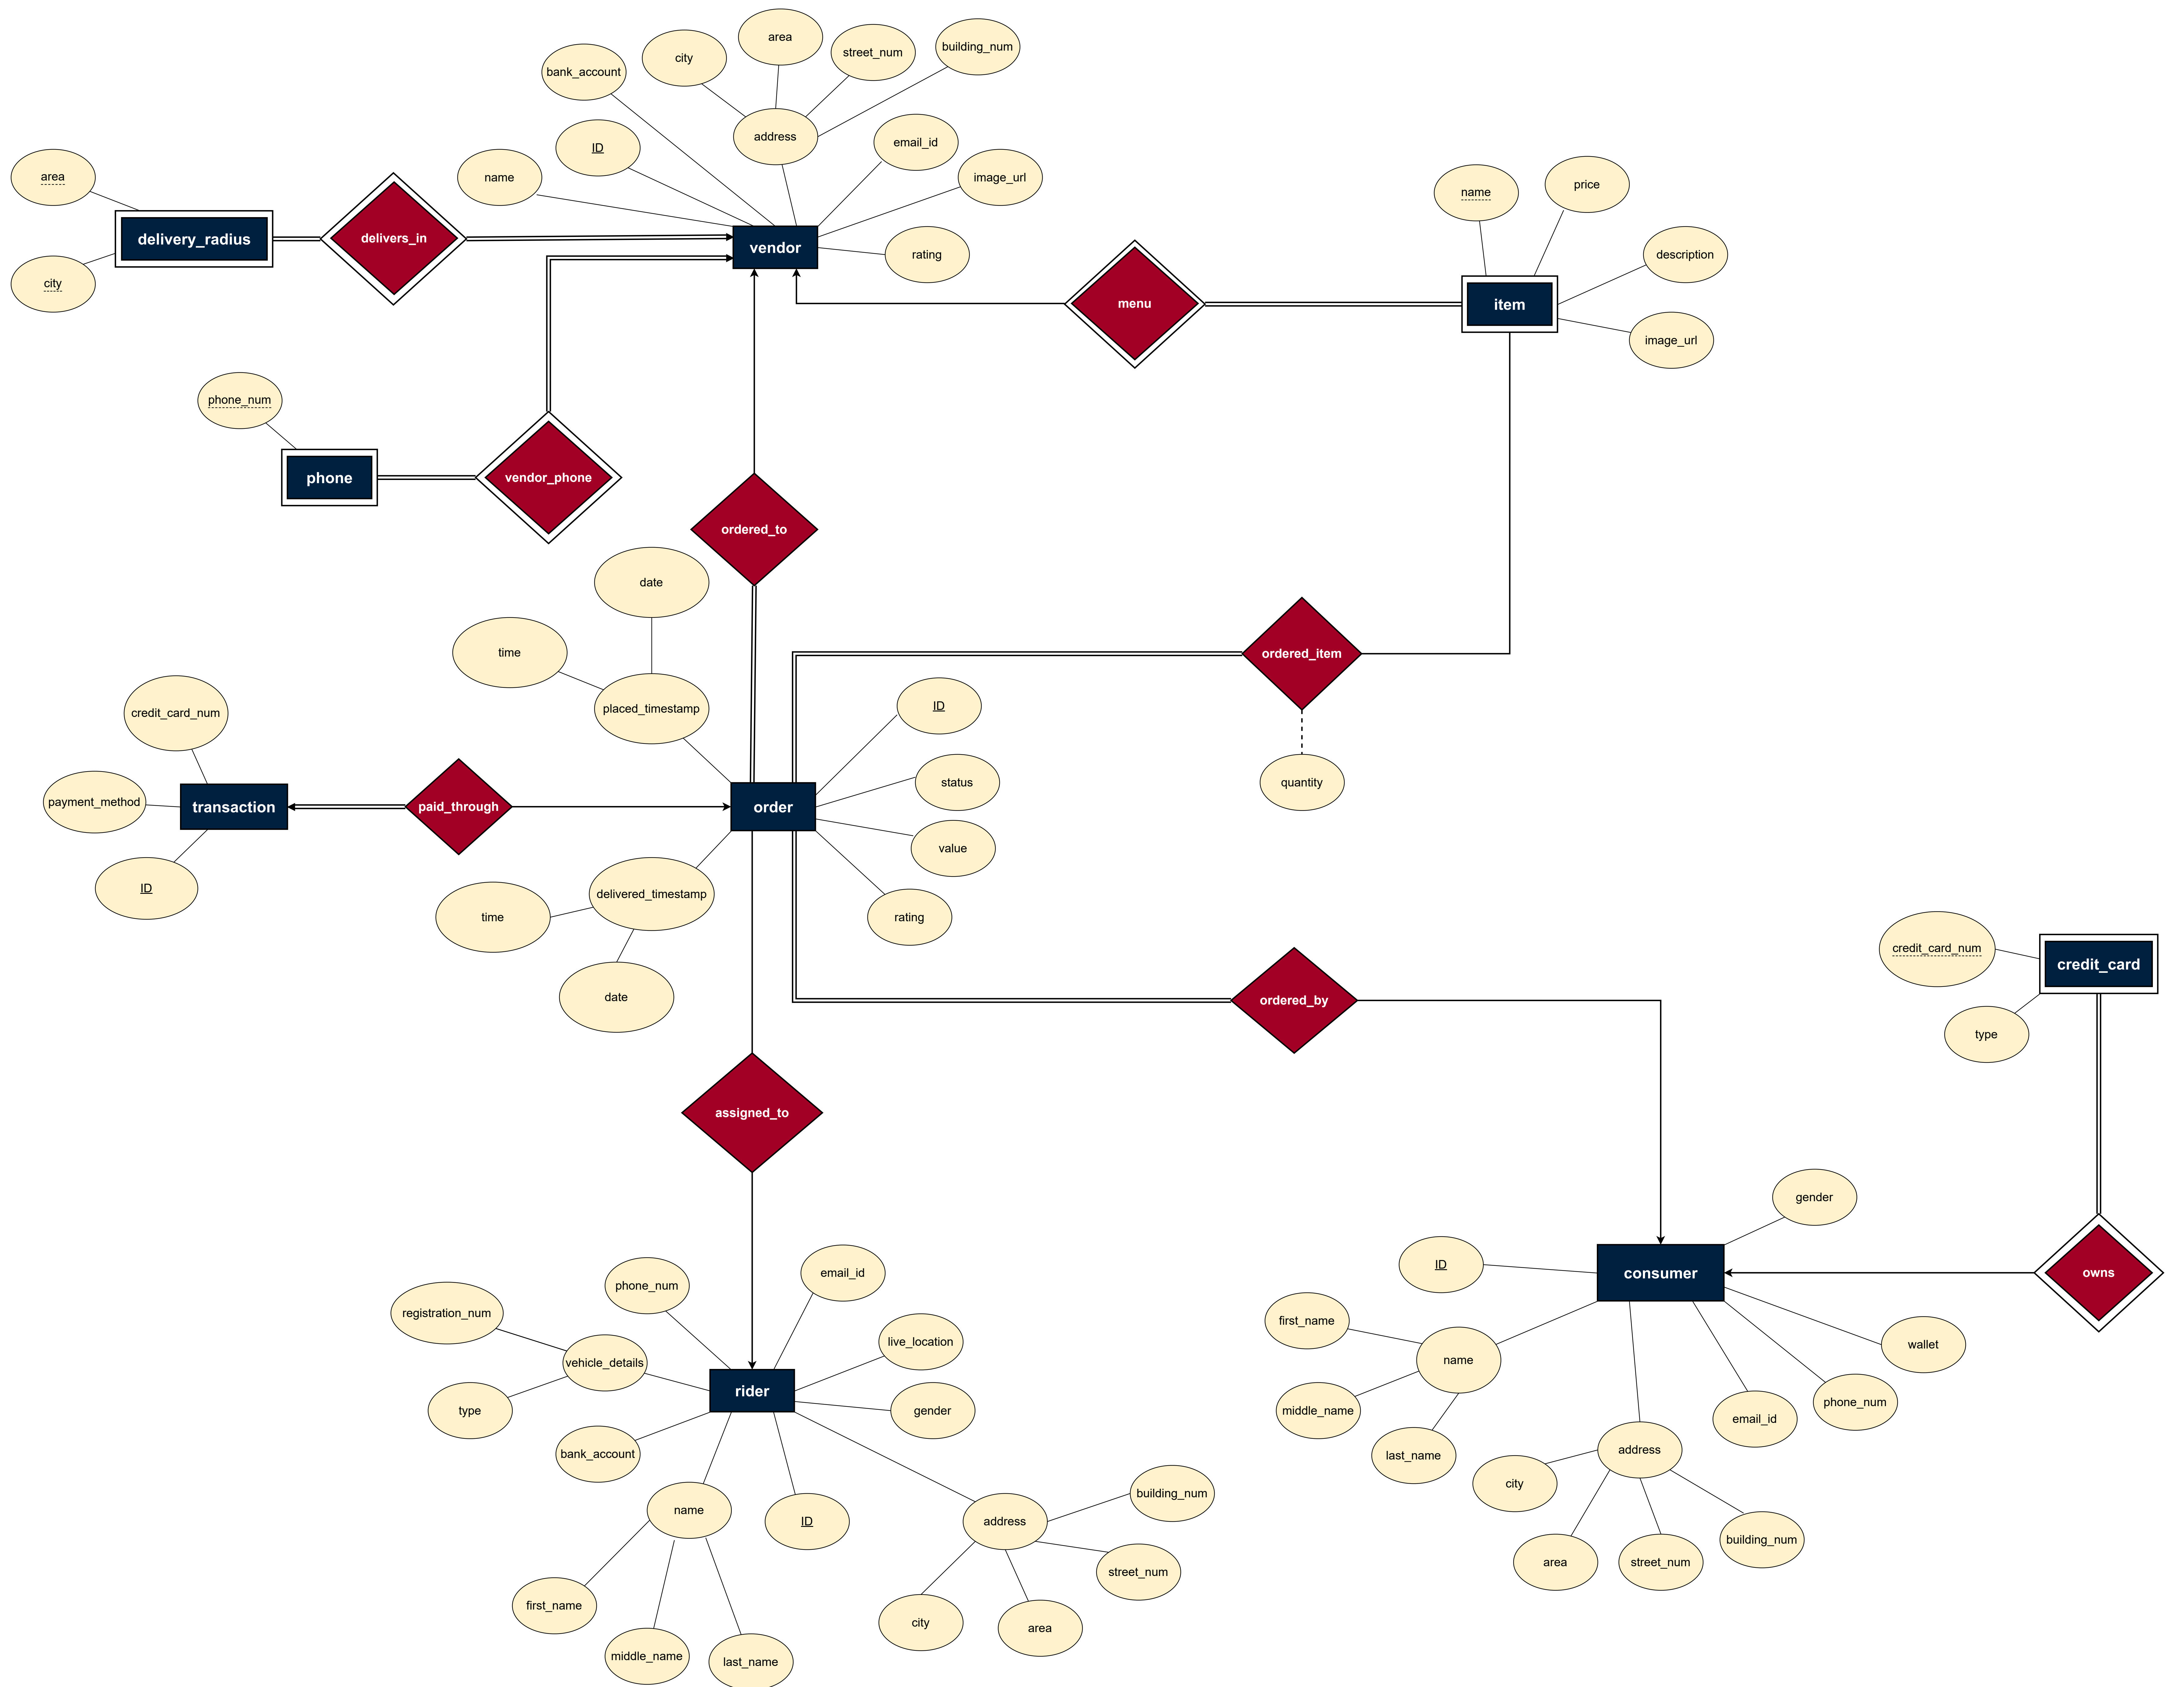 area
city
street_num
building_num
bank_account
address
email_id
ID
name
image_url
area
delivery_radius
delivers_in
vendor
rating
city
name
price
description
menu
item
image_url
phone_num
phone
vendor_phone
ordered_to
date
time
placed_timestamp
ordered_item
quantity
credit_card_num
payment_method
transaction
ID
paid_through
order
ID
status
value
rating
delivered_timestamp
time
date
ordered_by
credit_card_num
credit_card
type
assigned_to
owns
gender
consumer
ID
first_name
name
middle_name
last_name
wallet
phone_num
email_id
address
city
area
street_num
building_num
email_id
phone_num
registration_num
vehicle_details
type
live_location
rider
gender
bank_account
name
ID
first_name
middle_name
last_name
address
building_num
street_num
city
area